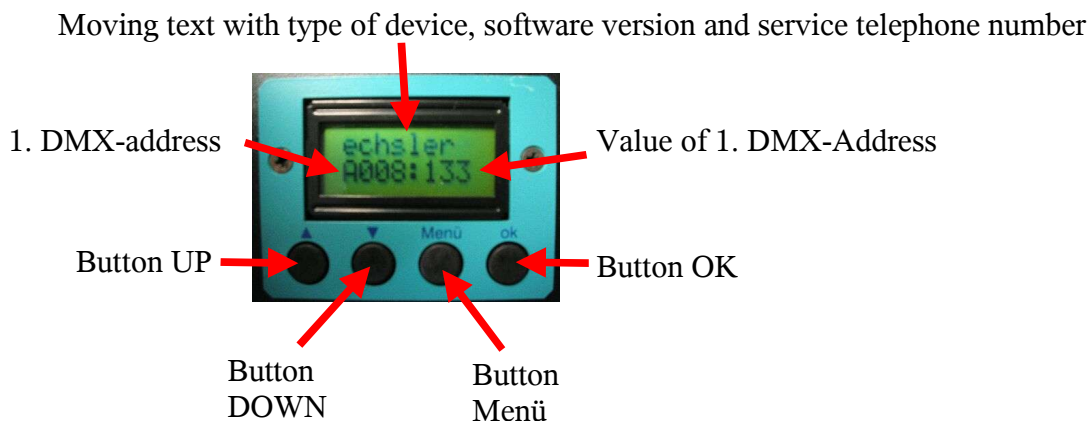 Moving text with type of device, software version and service telephone number
1. DMX-address
echsler
Value of 1. DMX-Address
A008:133
▲ ▼ Menü ok
Button UP
Button OK
Button
DOWN
Button
Menü